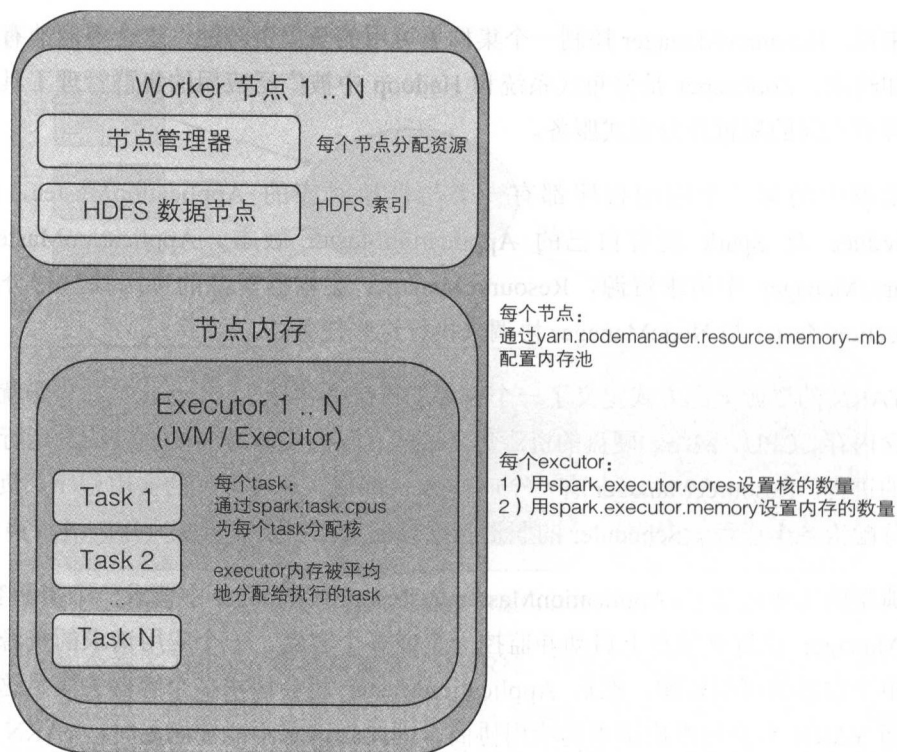 Worker 节点 1 .. N
节点管理器
每个节点分配资源
HDFS 数据节点
HDFS 索引
节点内存
每个节点：
通过yarn.nodemanager.resource.memory-mb
配置内存池
Executor 1 .. N
(JVM / Executor)
每个excutor：
1）用spark.executor.cores设置核的数量
2）用spark.executor.memory设置内存的数量
Task 1
每个task：
通过spark.task.cpus
为每个task分配核
Task 2
executor内存被平均
地分配给执行的task
Task N